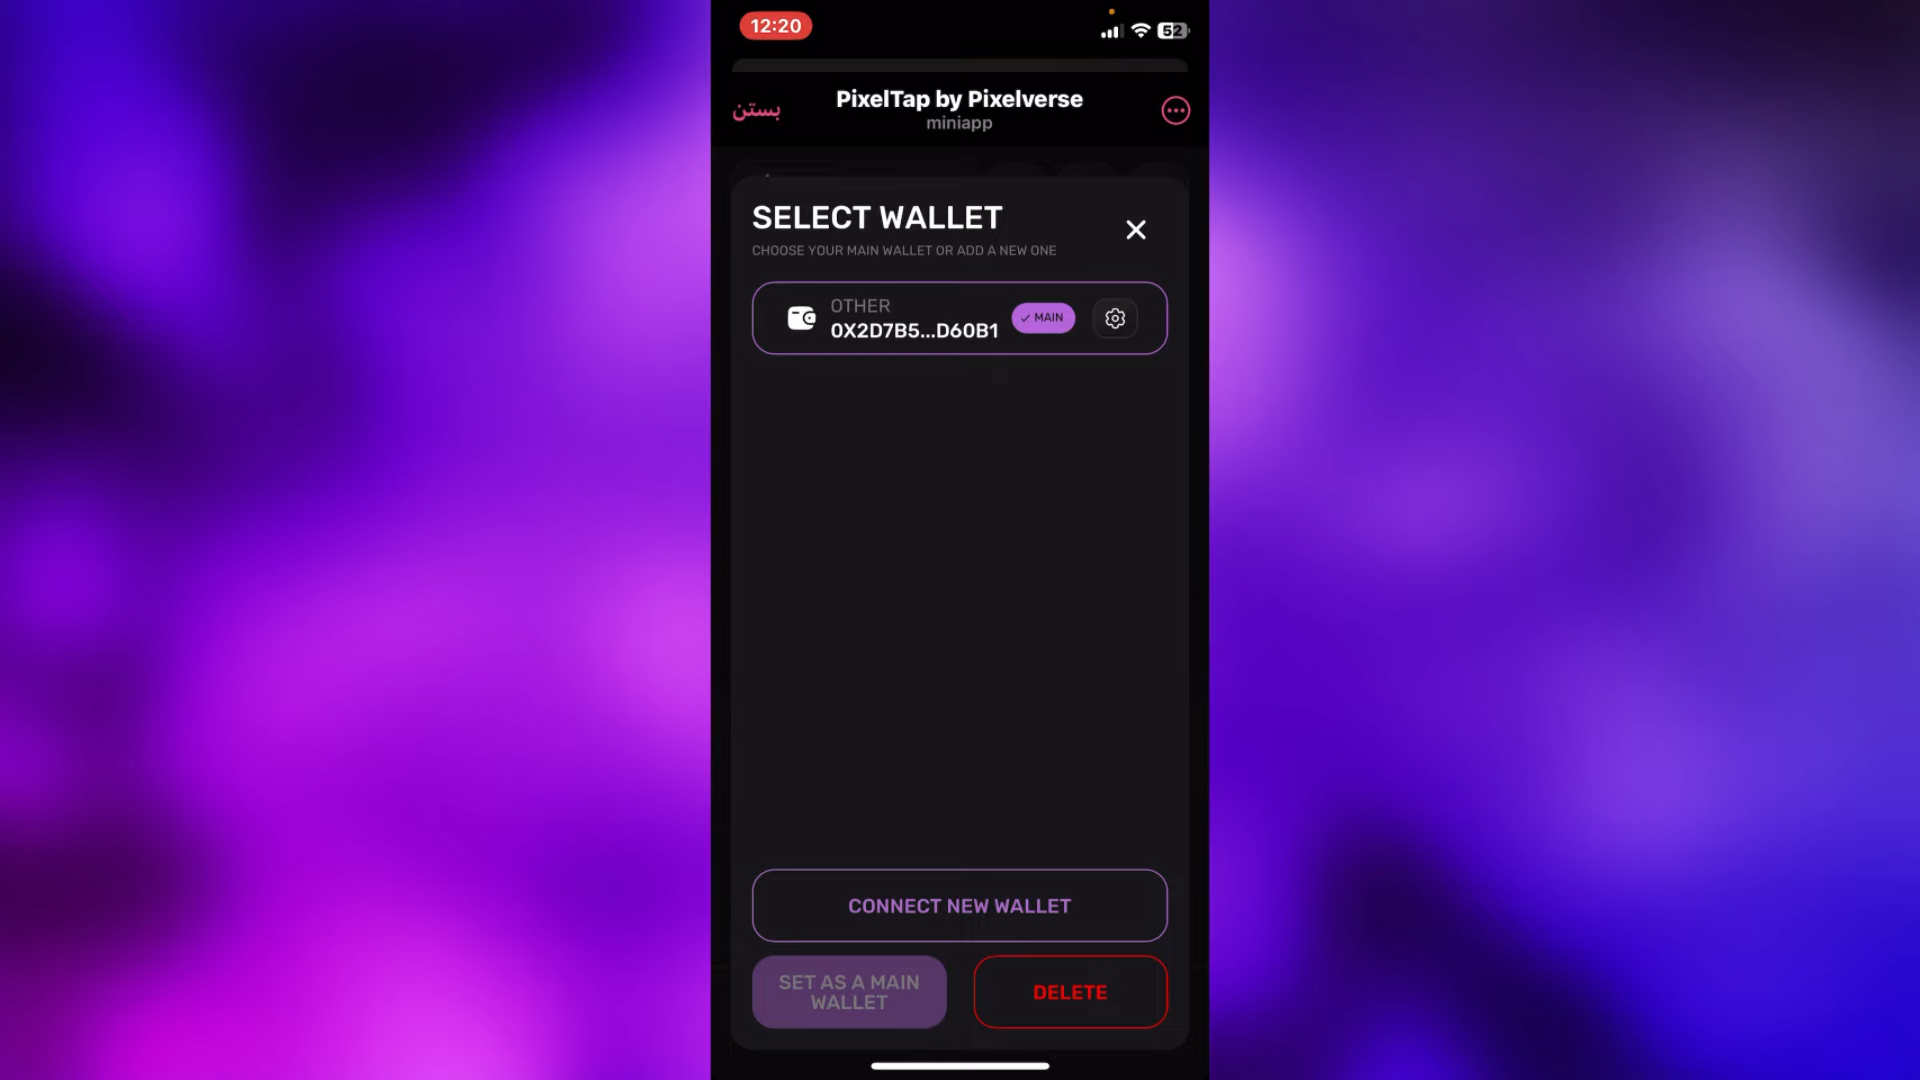 12:20
52
بستن
PixelTap by Pixelverse
miniapp
SELECT WALLET
CHOOSE YOUR MAIN WALLET OR ADD A NEW ONE
OTHER
0X2D7B5...D60B1
MAIN
CONNECT NEW WALLET
SET AS A MAIN
WALLET
DELETE